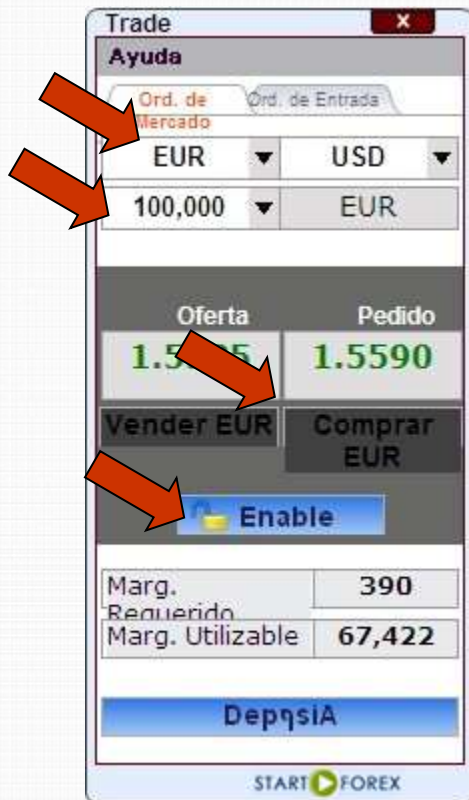 Trade
x
Ayuda
Ord. de Mercado
Ord. de Entrada
EUR USD
100,000 EUR
Oferta Pedido
1.5590
Vender EUR
Comprar EUR
Enable
Marg. Requerido 390
Marg. Utilizable 67,422
START FOREX